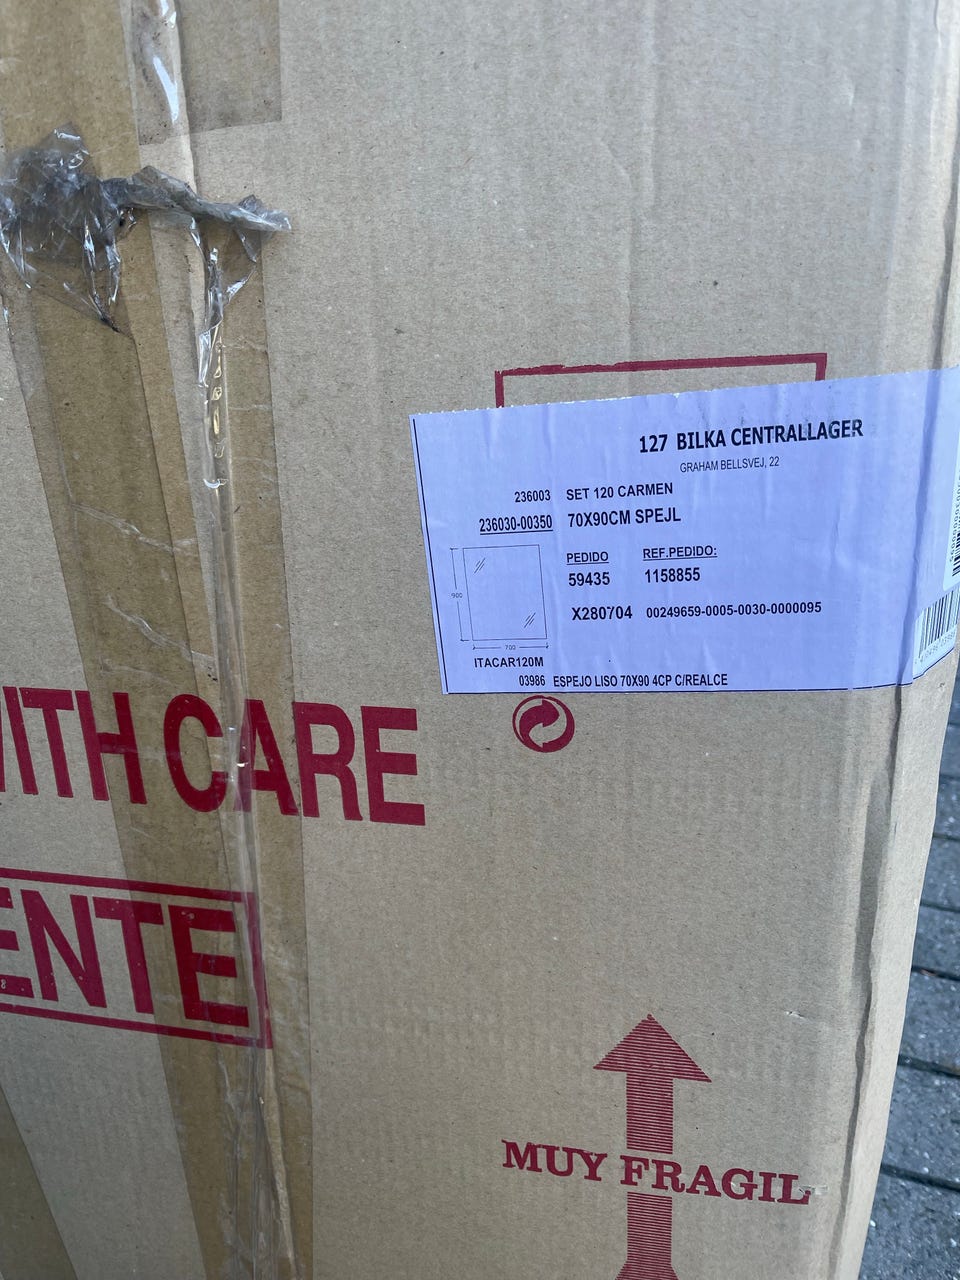 127 BILKA CENTRALLAGER
GRAHAM BELLSVEJ, 22
236003 SET 120 CARMEN
236030-00350 70X90CM SPEJL
PEDIDO REF.PEDIDO:
59435 1158855
900
X280704 00249659-0005-0030-0000095
700
ITACAR120M
03986 ESPEJO LISO 70X90 4CP C/REALCE
WITH CARE
ENTE
MUY FRAGIL